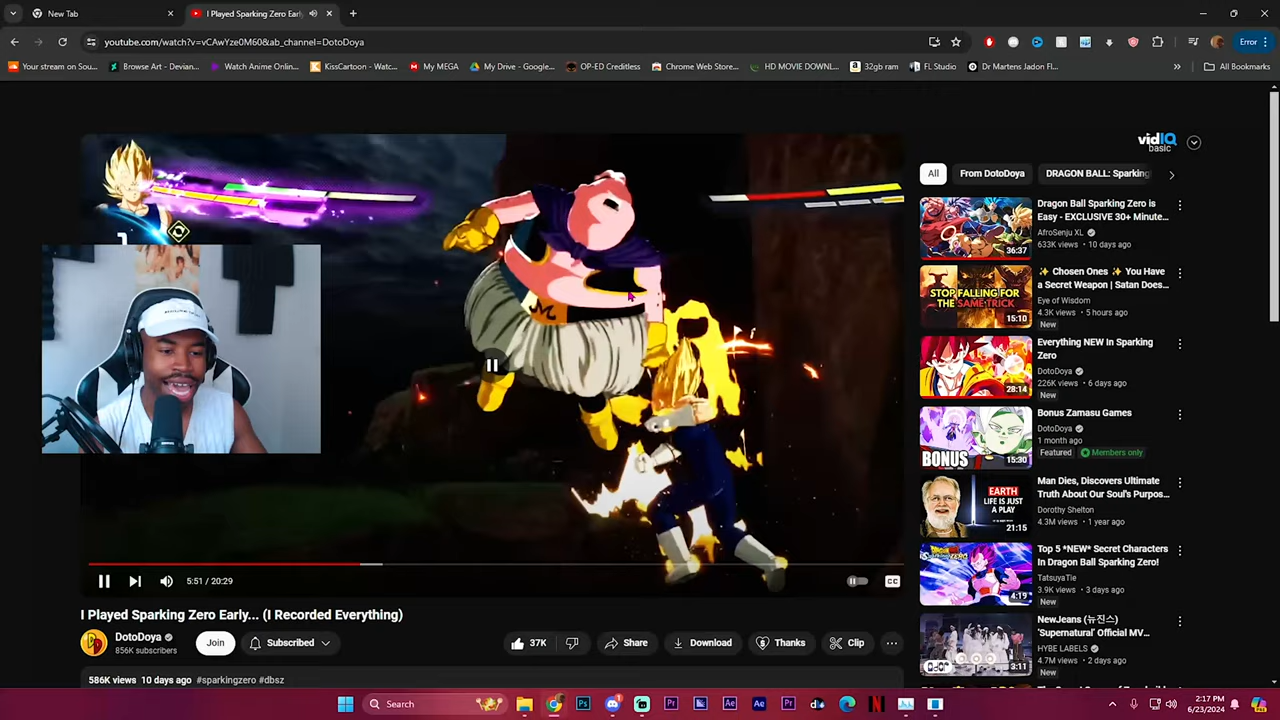 New Tab
I Played Sparking Zero Early
youtube.com/watch?v=vCAwYze0M60&ab_channel=DotoDoya
Error
Your stream on Sou...
Browse Art - Devian...
Watch Anime Online...
KissCartoon - Watc...
My MEGA
My Drive - Google...
OP-ED Creditless
Chrome Web Store...
HD MOVIE DOWNL...
32gb ram
FL Studio
Dr Martens Jadon Fl...
All Bookmarks
vidIQ
basic
All
From DotoDoya
DRAGON BALL: Sparking
Dragon Ball Sparking Zero is
Easy - EXCLUSIVE 30+ Minute...
AfroSenju XL
633K views • 10 days ago
36:37
✨ Chosen Ones ✨ You Have
a Secret Weapon | Satan Does...
Eye of Wisdom
4.3K views • 5 hours ago
New
STOP FALLING FOR
THE SAME TRICK
15:10
Everything NEW In Sparking
Zero
DotoDoya
226K views • 6 days ago
New
28:14
Bonus Zamasu Games
DotoDoya
1 month ago
Featured
Members only
BONUS
15:30
Man Dies, Discovers Ultimate
Truth About Our Soul's Purpos...
Dorothy Shelton
4.3M views • 1 year ago
EARTH
LIFE IS JUST
A PLAY
21:15
Top 5 *NEW* Secret Characters
In Dragon Ball Sparking Zero!
TatsuyaTie
3.9K views • 3 days ago
New
4:19
NewJeans (뉴진스)
'Supernatural' Official MV...
HYBE LABELS
4.7M views • 2 days ago
New
3:11
5:51 / 20:29
CC
I Played Sparking Zero Early... (I Recorded Everything)
DotoDoya
856K subscribers
Join
Subscribed
37K
Share
Download
Thanks
Clip
586K views 10 days ago #sparkingzero #dbsz
Search
2:17 PM
6/23/2024